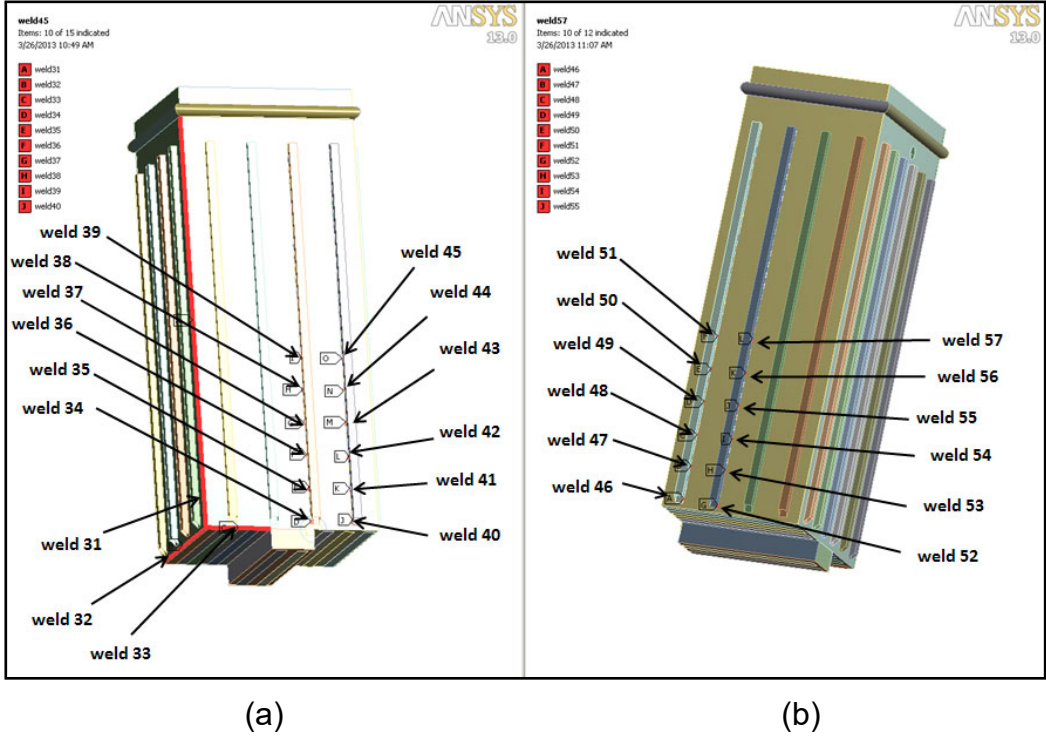 weld45
Items: 10 of 15 indicated
3/26/2013 10:49 AM
ANSYS
13.0
A weld31
B weld32
C weld33
D weld34
E weld35
F weld36
G weld37
H weld38
I weld39
J weld40
weld 39
weld 38
weld 37
weld 36
weld 35
weld 34
weld 31
weld 32
weld 33
weld 45
weld 44
weld 43
weld 42
weld 41
weld 40
O
H
N
M
L
K
D
J
weld57
Items: 10 of 12 indicated
3/26/2013 11:07 AM
ANSYS
13.0
A weld46
B weld47
C weld48
D weld49
E weld50
F weld51
G weld52
H weld53
I weld54
J weld55
weld 51
weld 50
weld 49
weld 48
weld 47
weld 46
weld 57
weld 56
weld 55
weld 54
weld 53
weld 52
L
E
K
J
H
A
G
(a)
(b)